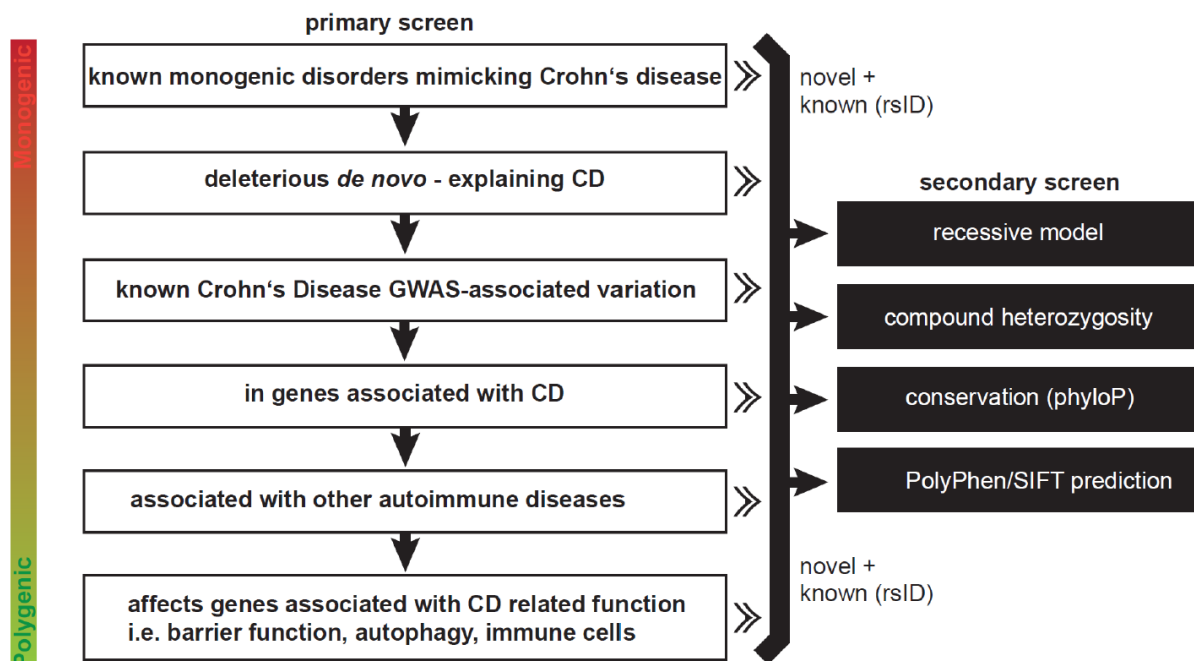 primary screen
Monogenic
known monogenic disorders mimicking Crohn‘s disease
novel +
known (rsID)
deleterious de novo - explaining CD
secondary screen
recessive model
known Crohn‘s Disease GWAS-associated variation
compound heterozygosity
in genes associated with CD
conservation (phyloP)
associated with other autoimmune diseases
PolyPhen/SIFT prediction
Polygenic
affects genes associated with CD related function
i.e. barrier function, autophagy, immune cells
novel +
known (rsID)